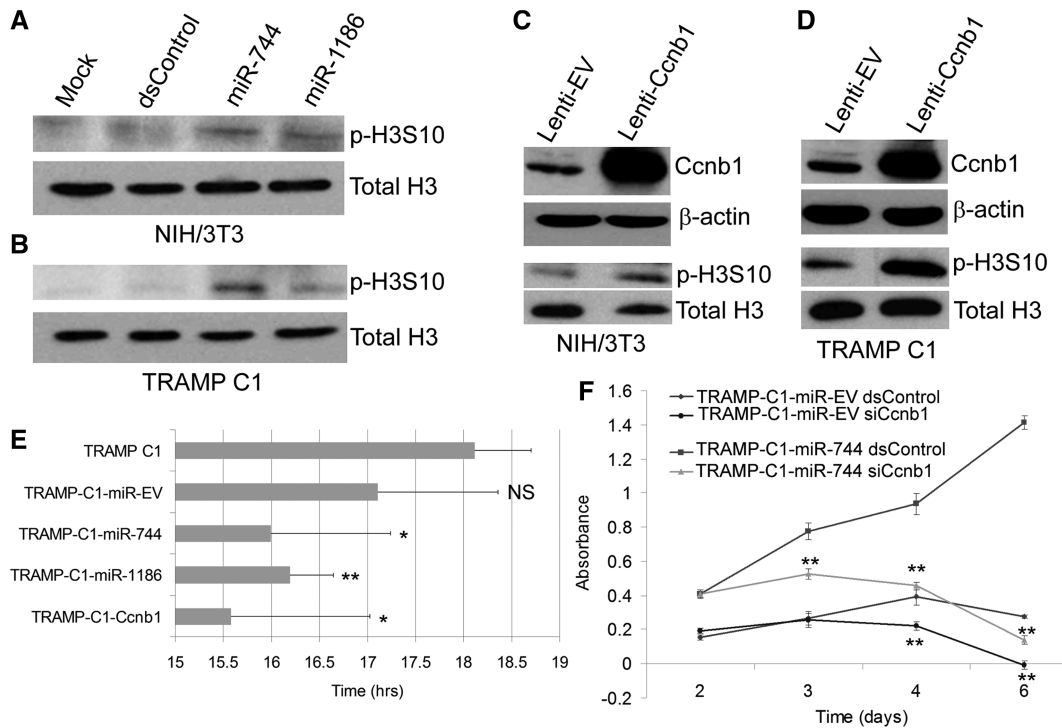 A
Mock
dsControl
miR-744
miR-1186
p-H3S10
Total H3
NIH/3T3
B
p-H3S10
Total H3
TRAMP C1
C
Lenti-EV
Lenti-Ccnb1
Ccnb1
β-actin
p-H3S10
Total H3
NIH/3T3
D
Lenti-EV
Lenti-Ccnb1
Ccnb1
β-actin
p-H3S10
Total H3
TRAMP C1
E
TRAMP C1
TRAMP-C1-miR-EV
NS
TRAMP-C1-miR-744
*
TRAMP-C1-miR-1186
**
TRAMP-C1-Ccnb1
*
15 15.5 16 16.5 17 17.5 18 18.5 19
Time (hrs)
F
TRAMP-C1-miR-EV dsControl
TRAMP-C1-miR-EV siCcnb1
TRAMP-C1-miR-744 dsControl
TRAMP-C1-miR-744 siCcnb1
Absorbance
1.6
1.4
1.2
1
0.8
0.6
0.4
0.2
0
-0.2
** **
**
** **
2 3 4 6
Time (days)